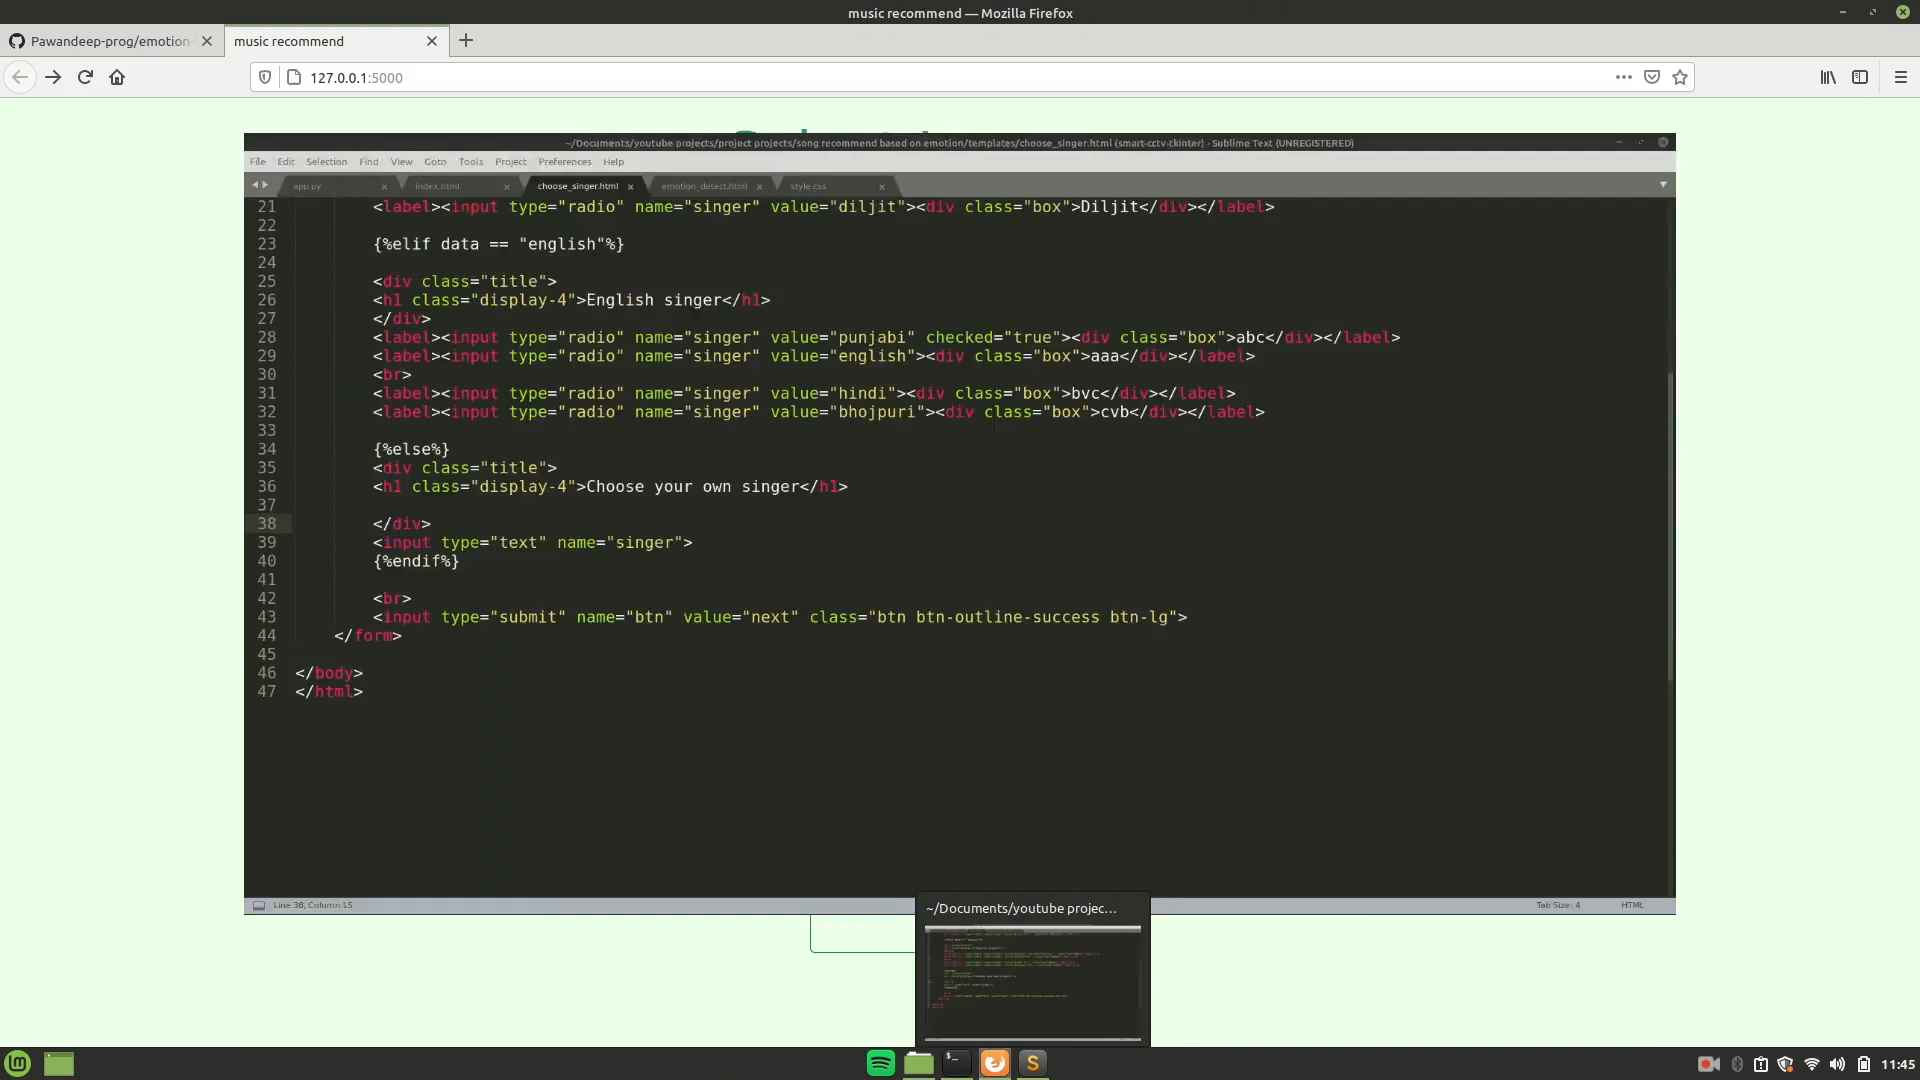 music recommend — Mozilla Firefox
Pawandeep-prog/emotion-
music recommend
127.0.0.1:5000
~/Documents/youtube projects/project projects/song recommend based on emotion/templates/choose_singer.html (smart-cctv-tkinter) - Sublime Text (UNREGISTERED)
File Edit Selection Find View Goto Tools Project Preferences Help
app.py index.html choose_singer.html emotion_detect.html style.css
21 <label><input type="radio" name="singer" value="diljit"><div class="box">Diljit</div></label>
22
23 {%elif data == "english"%}
24
25 <div class="title">
26 <h1 class="display-4">English singer</h1>
27 </div>
28 <label><input type="radio" name="singer" value="punjabi" checked="true"><div class="box">abc</div></label>
29 <label><input type="radio" name="singer" value="english"><div class="box">aaa</div></label>
30 <br>
31 <label><input type="radio" name="singer" value="hindi"><div class="box">bvc</div></label>
32 <label><input type="radio" name="singer" value="bhojpuri"><div class="box">cvb</div></label>
33
34 {%else%}
35 <div class="title">
36 <h1 class="display-4">Choose your own singer</h1>
37
38 </div>
39 <input type="text" name="singer">
40 {%endif%}
41
42 <br>
43 <input type="submit" name="btn" value="next" class="btn btn-outline-success btn-lg">
44 </form>
45
46 </body>
47 </html>
Line 38, Column 15
Tab Size: 4
HTML
~/Documents/youtube projec...
11:45